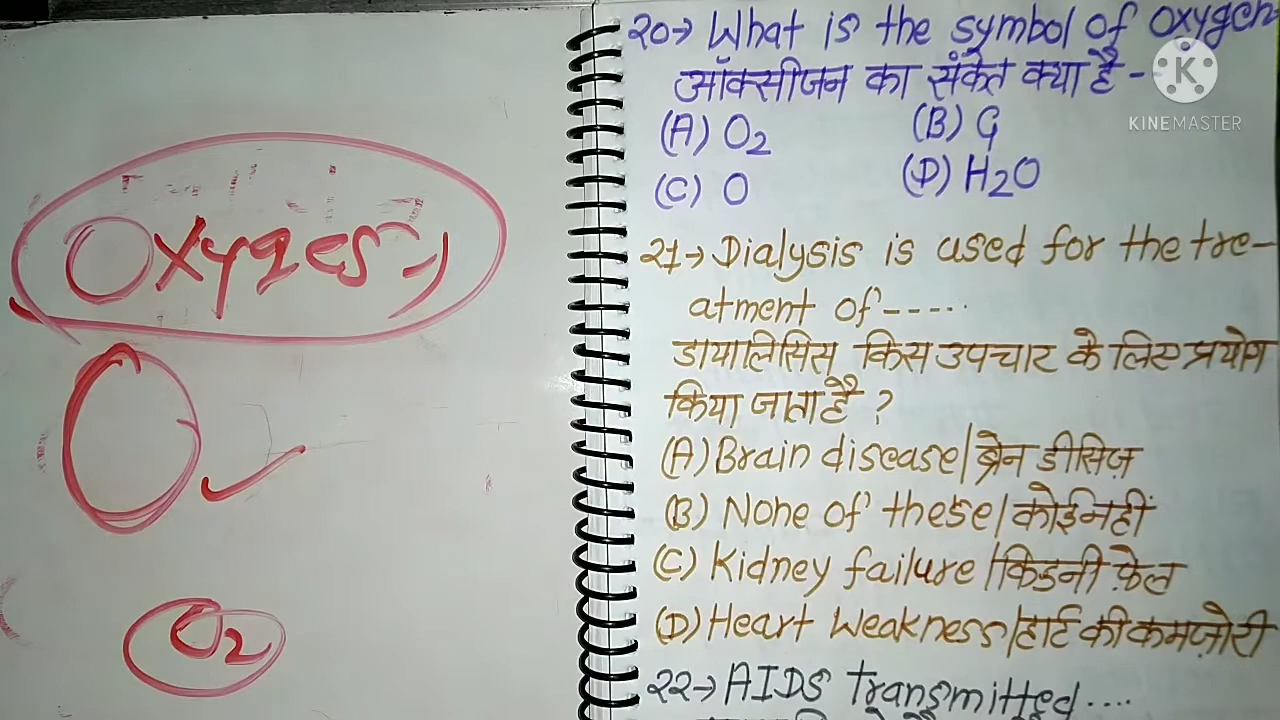 Oxyges-
O
O2
20→ What is the symbol of oxygen
ऑक्सीजन का संकेत क्या है -
(A) O2 (B) G
(C) O (D) H2O
21→ Dialysis is used for the tre-
atment of -----
डायालिसिस किस उपचार के लिए प्रयोग
किया जाता है ?
(A) Brain disease/ब्रेन डीसिज़
(B) None of these/कोई नहीं
(C) Kidney failure/किडनी फ़ेल
(D) Heart Weakness/हार्ट की कमज़ोरी
22→ AIDS transmitted....
K
KINEMASTER